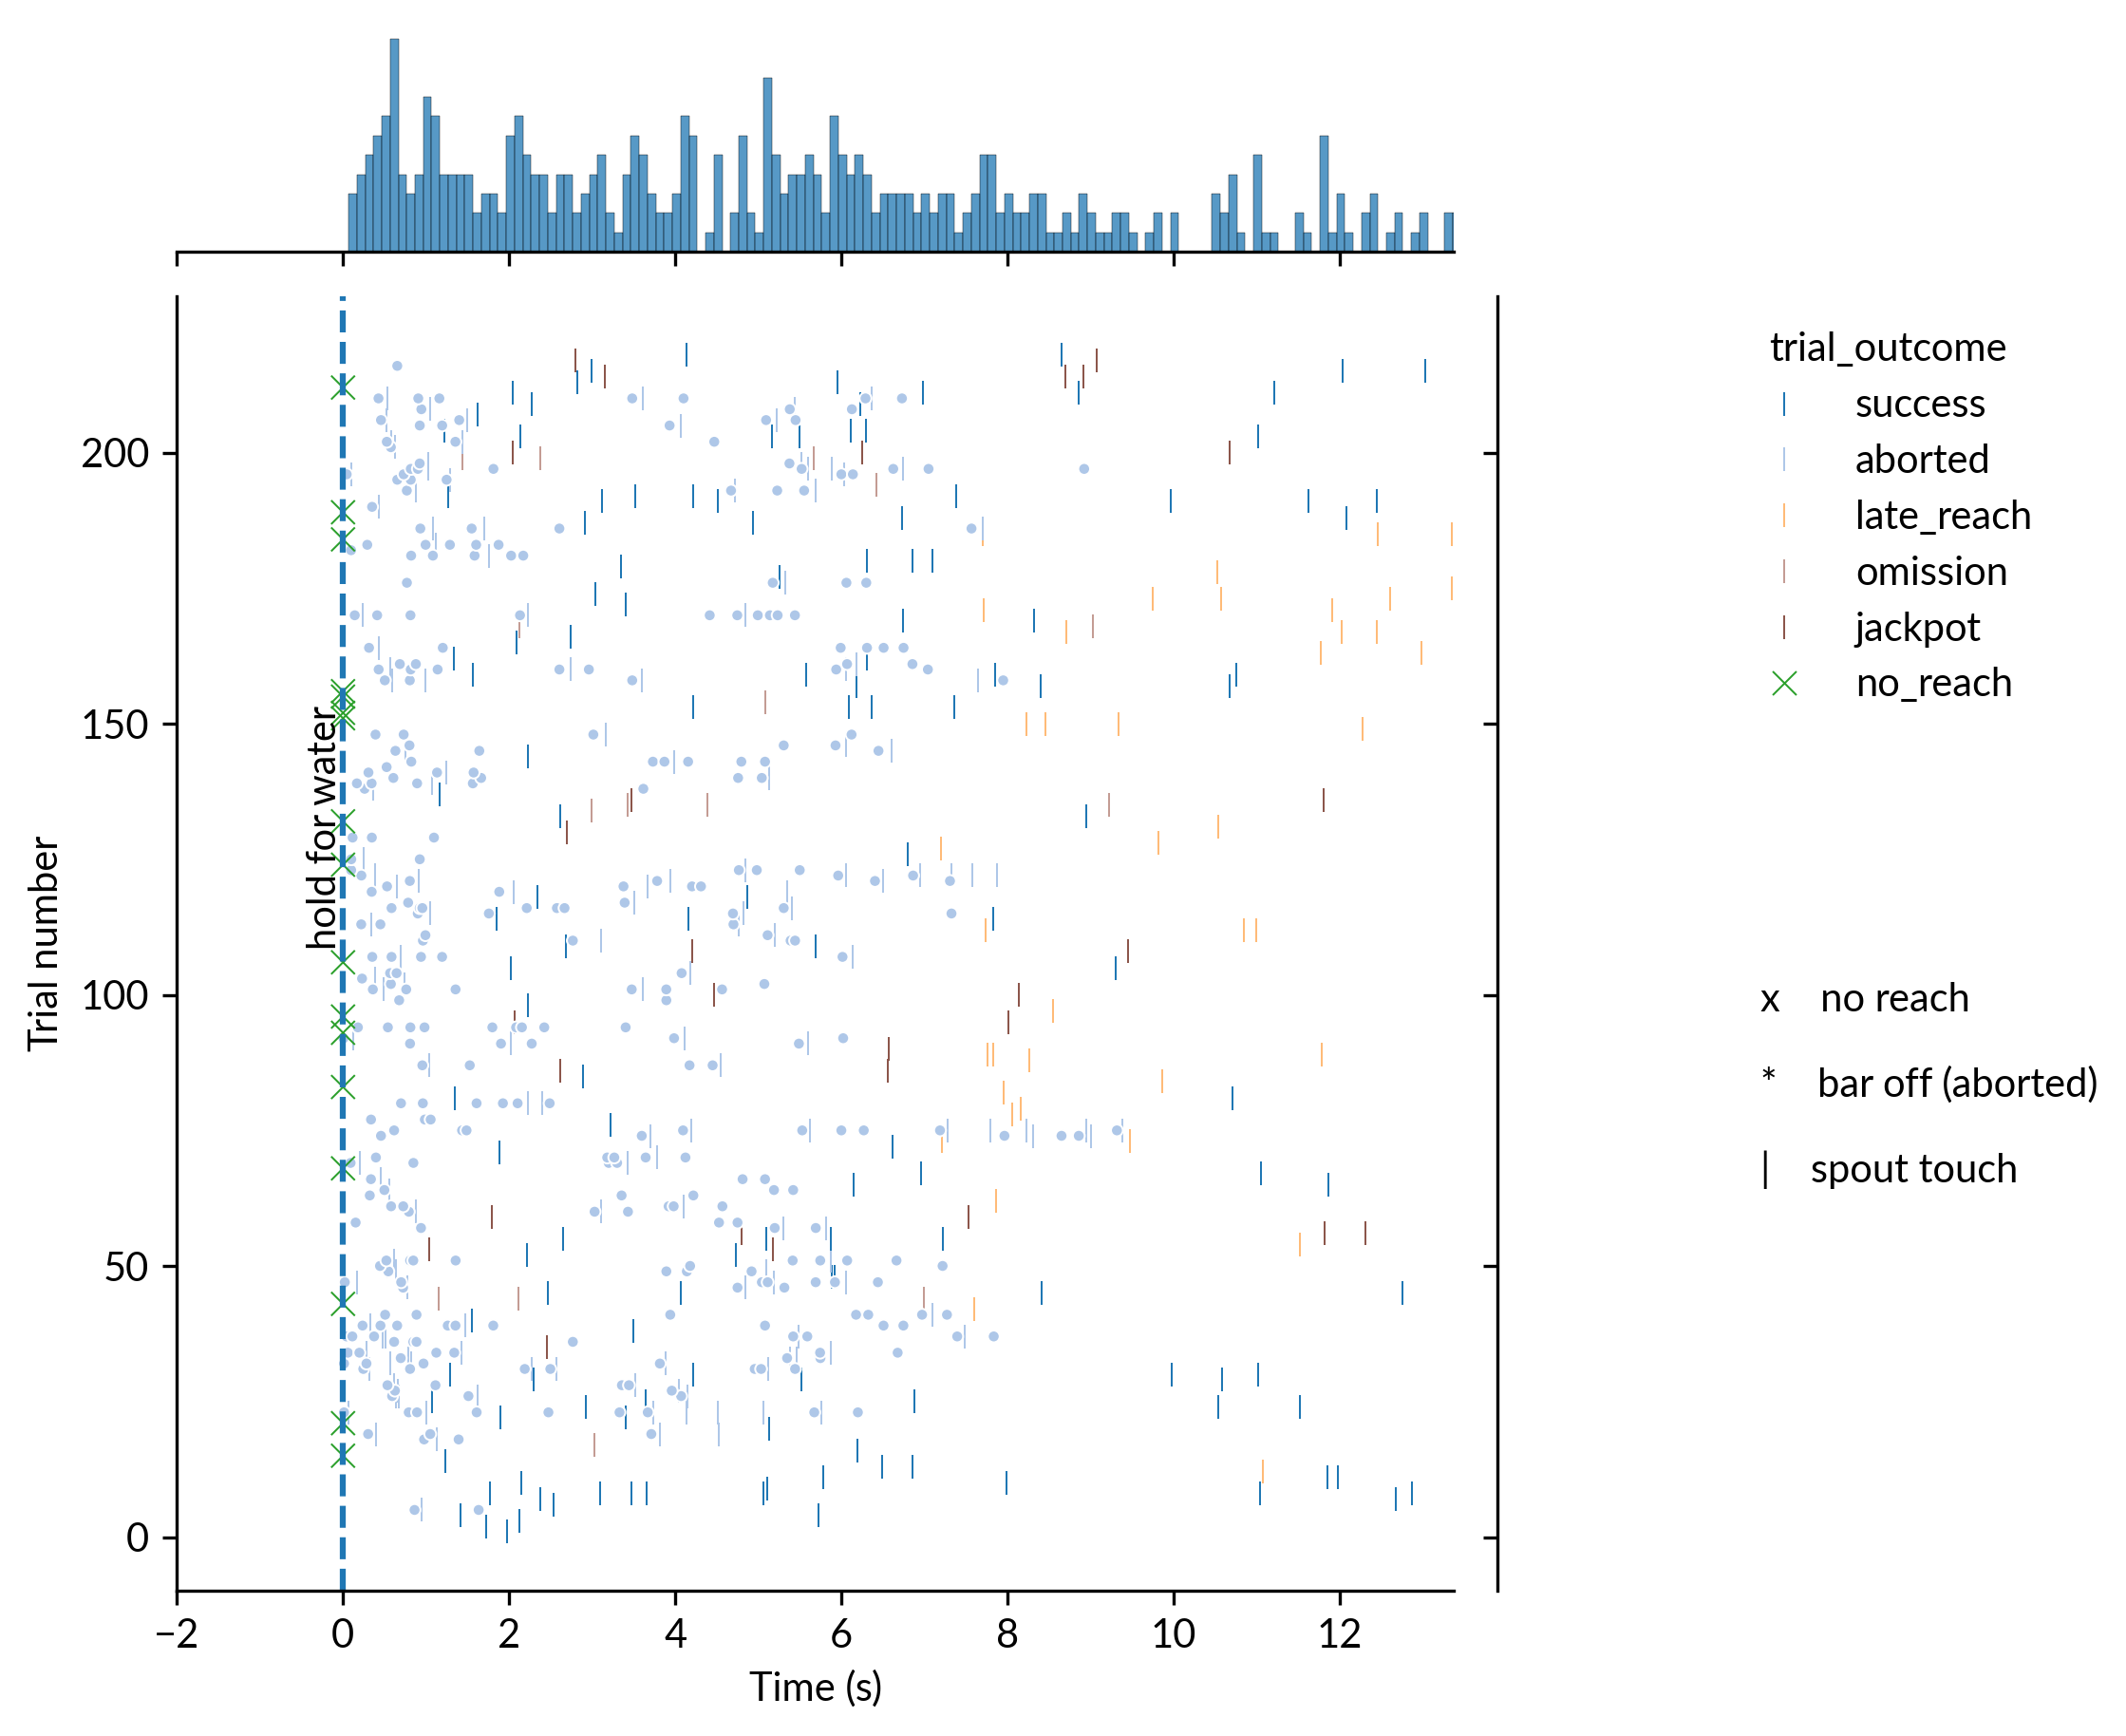 trial_outcome
success
aborted
late_reach
omission
jackpot
no_reach
x no reach
* bar off (aborted)
| spout touch
hold for water
Trial number
200
150
100
50
0
−2 0 2 4 6 8 10 12
Time (s)